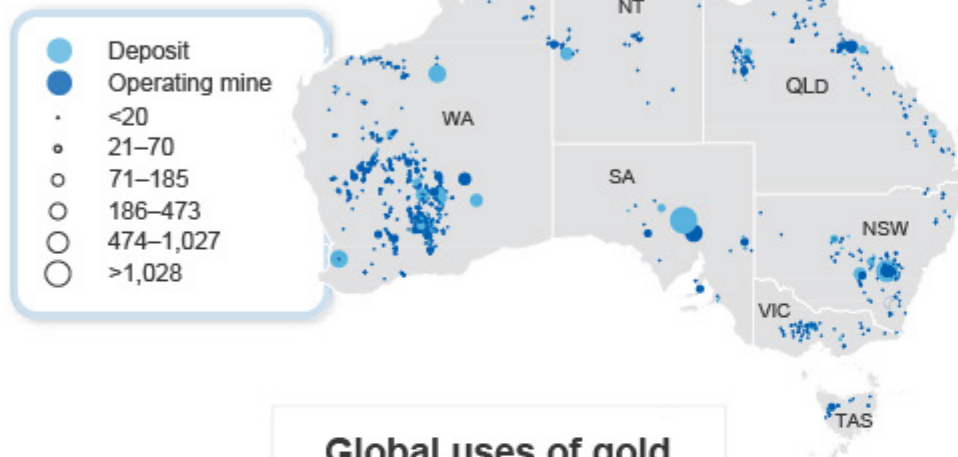 NT
Deposit
Operating mine
<20
21–70
71–185
186–473
474–1,027
>1,028
QLD
WA
SA
NSW
VIC
TAS
Global uses of gold